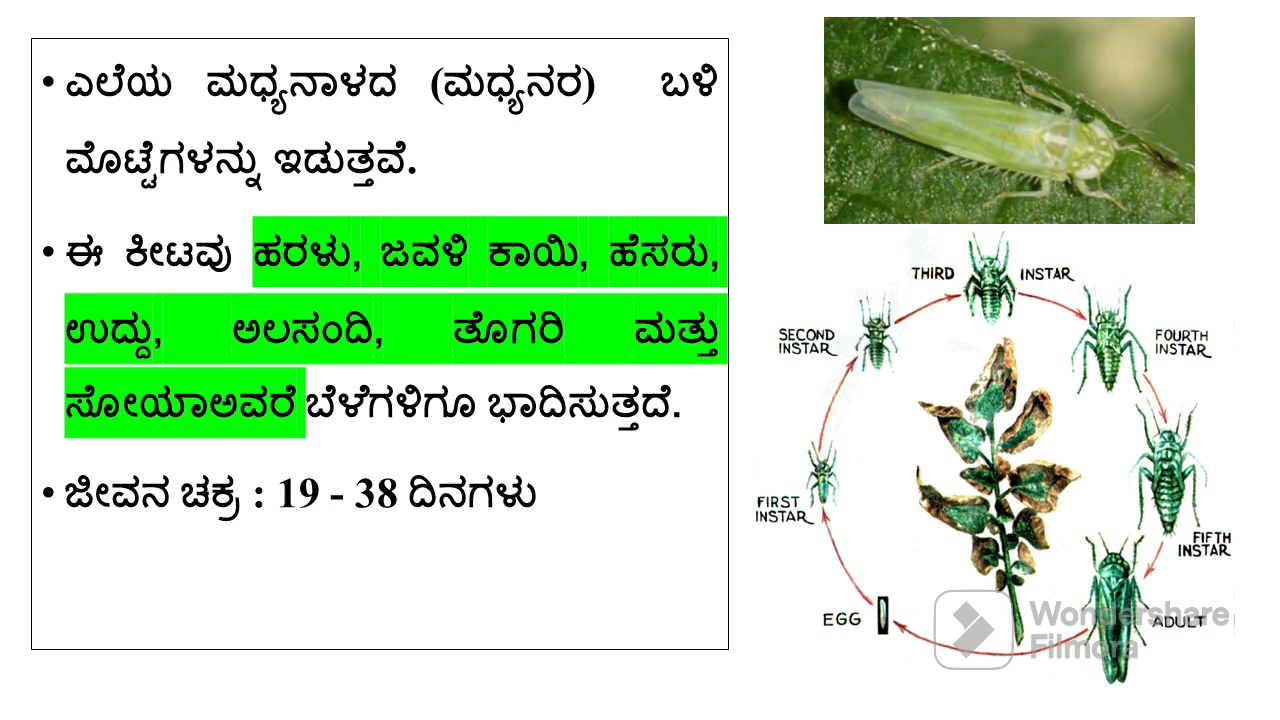 • ಎಲೆಯ ಮಧ್ಯನಾಳದ (ಮಧ್ಯನರ) ಬಳಿ
ಮೊಟ್ಟೆಗಳನ್ನು ಇಡುತ್ತವೆ.
• ಈ ಕೀಟವು ಹರಳು, ಜವಳಿ ಕಾಯಿ, ಹೆಸರು,
ಉದ್ದು, ಅಲಸಂದಿ, ತೊಗರಿ ಮತ್ತು
ಸೋಯಾಅವರೆ ಬೆಳೆಗಳಿಗೂ ಭಾದಿಸುತ್ತದೆ.
• ಜೀವನ ಚಕ್ರ : 19 - 38 ದಿನಗಳು
THIRD INSTAR
SECOND
INSTAR
FOURTH
INSTAR
FIRST
INSTAR
FIFTH
INSTAR
EGG
ADULT
Wondershare
Filmora